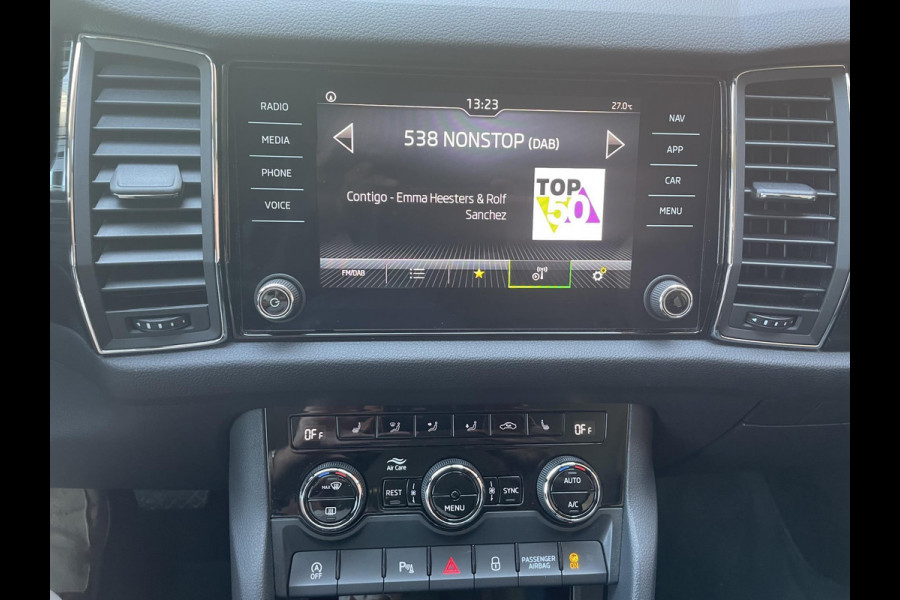 RADIO
MEDIA
PHONE
VOICE
13:23
27.0℃
538 NONSTOP (DAB)
Contigo - Emma Heesters & Rolf
Sanchez
TOP
50
FM/DAB
NAV
APP
CAR
MENU
OFF
OFF
Air Care
MAX
REST
MENU
SYNC
AUTO
A/C
OFF
PASSENGER
AIRBAG
ON